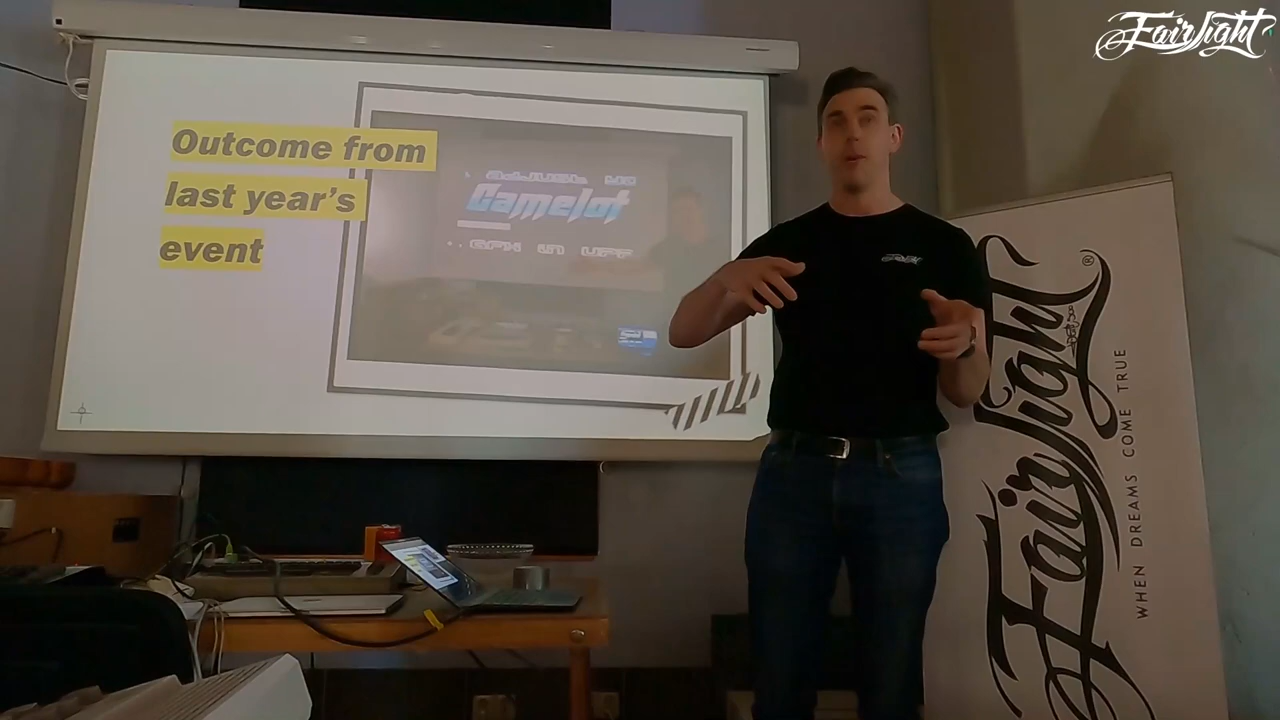 Fairlight
Outcome from
last year's
event
Camelot
Fairlight
®
WHEN DREAMS COME TRUE